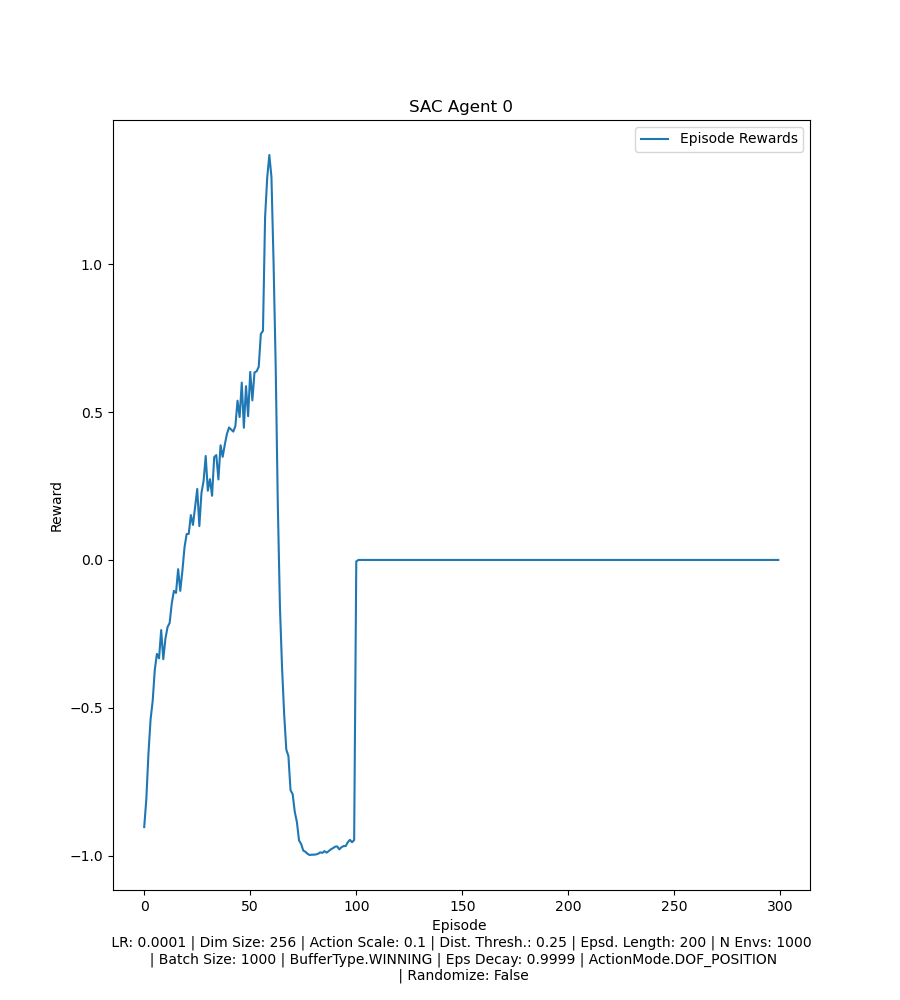 SAC Agent 0
Episode Rewards
1.0
0.5
0.0
−0.5
−1.0
Reward
0 50 100 150 200 250 300
Episode
LR: 0.0001 | Dim Size: 256 | Action Scale: 0.1 | Dist. Thresh.: 0.25 | Epsd. Length: 200 | N Envs: 1000
| Batch Size: 1000 | BufferType.WINNING | Eps Decay: 0.9999 | ActionMode.DOF_POSITION
| Randomize: False